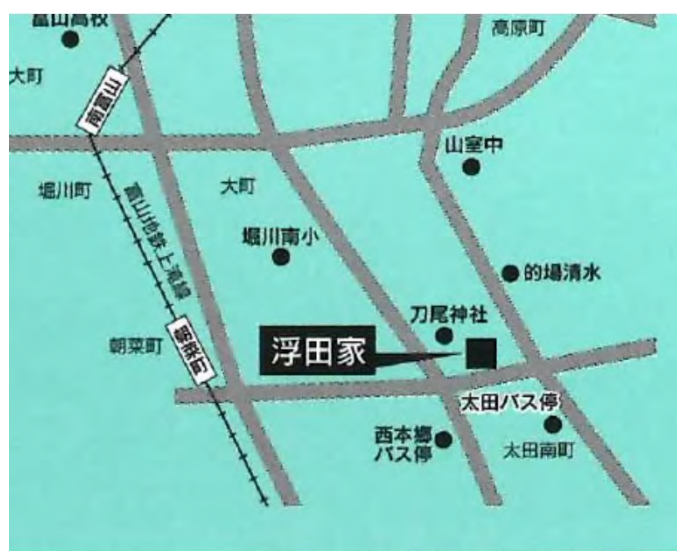 富山高校
高原町
大町
南富山
山室中
堀川町
大町
富山地鉄上滝線
堀川南小
的場清水
刀尾神社
朝菜町
朝菜町
浮田家
太田バス停
西本郷
バス停
太田南町